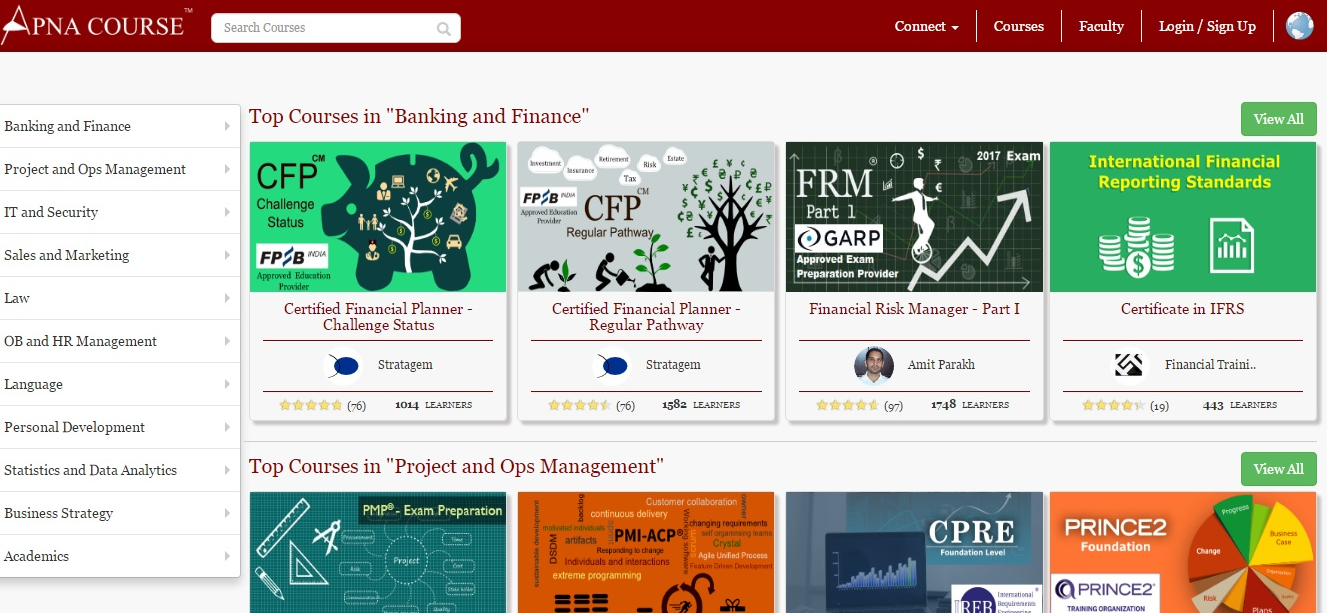 APNA COURSE™
Search Courses
Connect
Courses
Faculty
Login / Sign Up
Banking and Finance
Project and Ops Management
IT and Security
Sales and Marketing
Law
OB and HR Management
Language
Personal Development
Statistics and Data Analytics
Business Strategy
Academics
Top Courses in "Banking and Finance"
View All
CFP CM
Challenge
Status
FPSB INDIA
Approved Education
Provider
Certified Financial Planner -
Challenge Status
Stratagem
(76) 1014 LEARNERS
Investment
Insurance
Retirement
Tax
Risk
Estate
FPSB INDIA
Approved Education
Provider
CFP CM
Regular Pathway
Certified Financial Planner -
Regular Pathway
Stratagem
(76) 1582 LEARNERS
2017 Exam
FRM
Part 1
GARP
Approved Exam
Preparation Provider
Financial Risk Manager - Part I
Amit Parakh
(97) 1748 LEARNERS
International Financial
Reporting Standards
Certificate in IFRS
Financial Traini..
(19) 443 LEARNERS
Top Courses in "Project and Ops Management"
View All
PMP® - Exam Preparation
Procurement
Time
Project
Risk
Cost
Communication
Quality
Customer collaboration
continuous delivery
backlog
owner
sustainable development
motivated individuals
changing requirements
self organising teams
DSDM
artifacts
PMI-ACP®
Crystal
Responding to change
Working software
Agile Unified Process
Individuals and interactions
Feature Driven Development
extreme programming
CPRE
Foundation Level
IREB
International
Requirements
Engineering
PRINCE2
Foundation
PRINCE2
TRAINING ORGANIZATION
Progress
Business
Case
Change
Organization
Risk
Plans
Quality